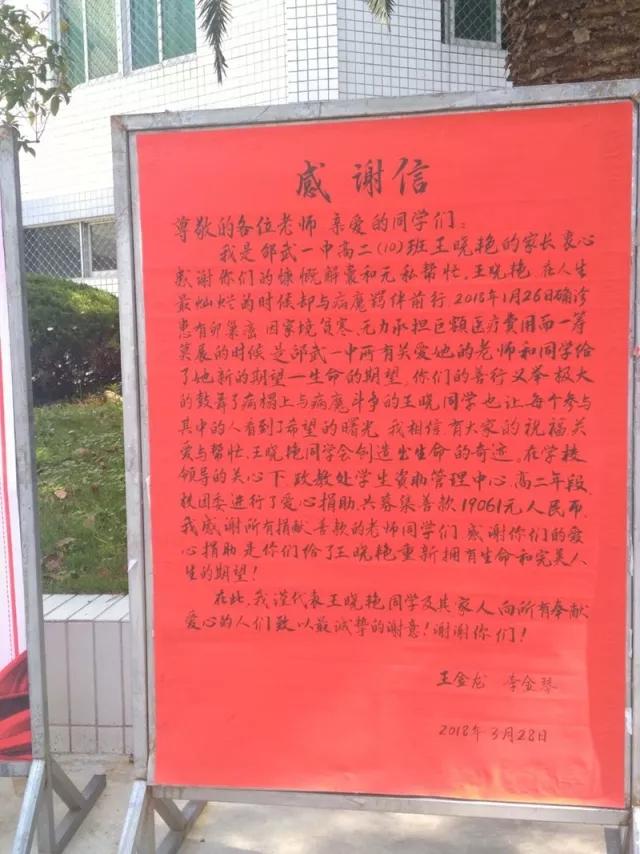 感谢信
尊敬的各位老师 亲爱的同学们：
我是邵武一中高二(10)班王晓艳的家长衷心
感谢你们的慷慨解囊和无私帮忙、王晓艳、在人生
最灿烂的时候却与病魔羁伴前行 2018年1月26日确诊
患有卵巢癌 因家境贫寒、无力承担巨额医疗费用而一筹
莫展的时候是邵武一中所有关爱她的老师和同学给
了她新的期望—生命的期望、你们的善行义举 极大
的鼓舞了病榻上与病魔斗争的王晓同学也让、每个参与
其中的人看到了希望的曙光 我相信有大家的祝福关
爱与帮忙、王晓艳同学会创造出生命的奇迹、在学校
领导的关心下、政教处学生资助管理中心、高二年段、
校团委进行了爱心捐助、共募集善款19061元人民币、
我感谢所有捐献、善款的老师同学们 感谢你们的爱
心捐助是你们给了王晓艳重新拥有生命和完美人
生的期望！
在此、我谨代表王晓艳同学及其家人向所有奉献
爱心的人们致以最诚挚的谢意！谢谢你们！
王金龙 李金琴
2018年3月28日